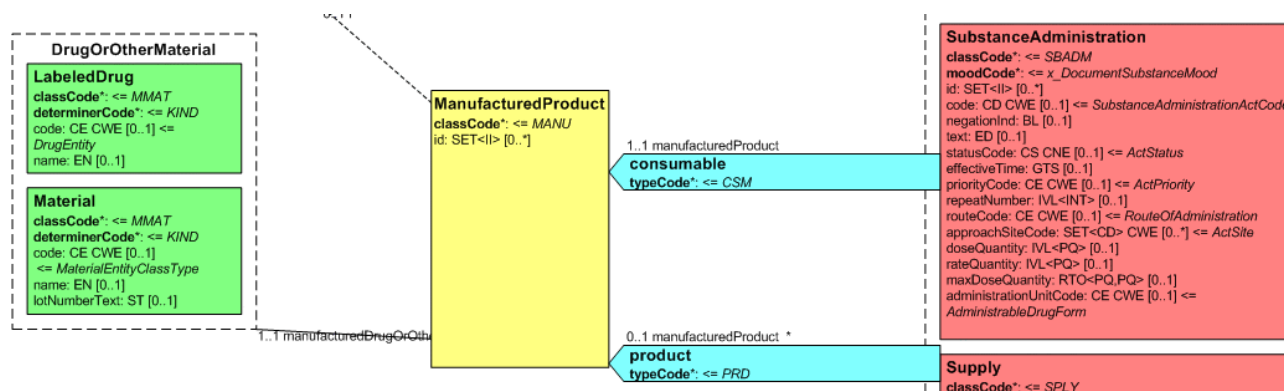 DrugOrOtherMaterial
LabeledDrug
classCode*: <= MMAT
determinerCode*: <= KIND
code: CE CWE [0..1] <=
DrugEntity
name: EN [0..1]
Material
classCode*: <= MMAT
determinerCode*: <= KIND
code: CE CWE [0..1]
<= MaterialEntityClassType
name: EN [0..1]
lotNumberText: ST [0..1]
1..1 manufacturedDrugOrOthe
ManufacturedProduct
classCode*: <= MANU
id: SET<II> [0..*]
1..1 manufacturedProduct
consumable
typeCode*: <= CSM
0..1 manufacturedProduct *
product
typeCode*: <= PRD
SubstanceAdministration
classCode*: <= SBADM
moodCode*: <= x_DocumentSubstanceMood
id: SET<II> [0..*]
code: CD CWE [0..1] <= SubstanceAdministrationActCode
negationInd: BL [0..1]
text: ED [0..1]
statusCode: CS CNE [0..1] <= ActStatus
effectiveTime: GTS [0..1]
priorityCode: CE CWE [0..1] <= ActPriority
repeatNumber: IVL<INT> [0..1]
routeCode: CE CWE [0..1] <= RouteOfAdministration
approachSiteCode: SET<CD> CWE [0..*] <= ActSite
doseQuantity: IVL<PQ> [0..1]
rateQuantity: IVL<PQ> [0..1]
maxDoseQuantity: RTO<PQ,PQ> [0..1]
administrationUnitCode: CE CWE [0..1] <=
AdministrableDrugForm
Supply
classCode*: <= SPLY